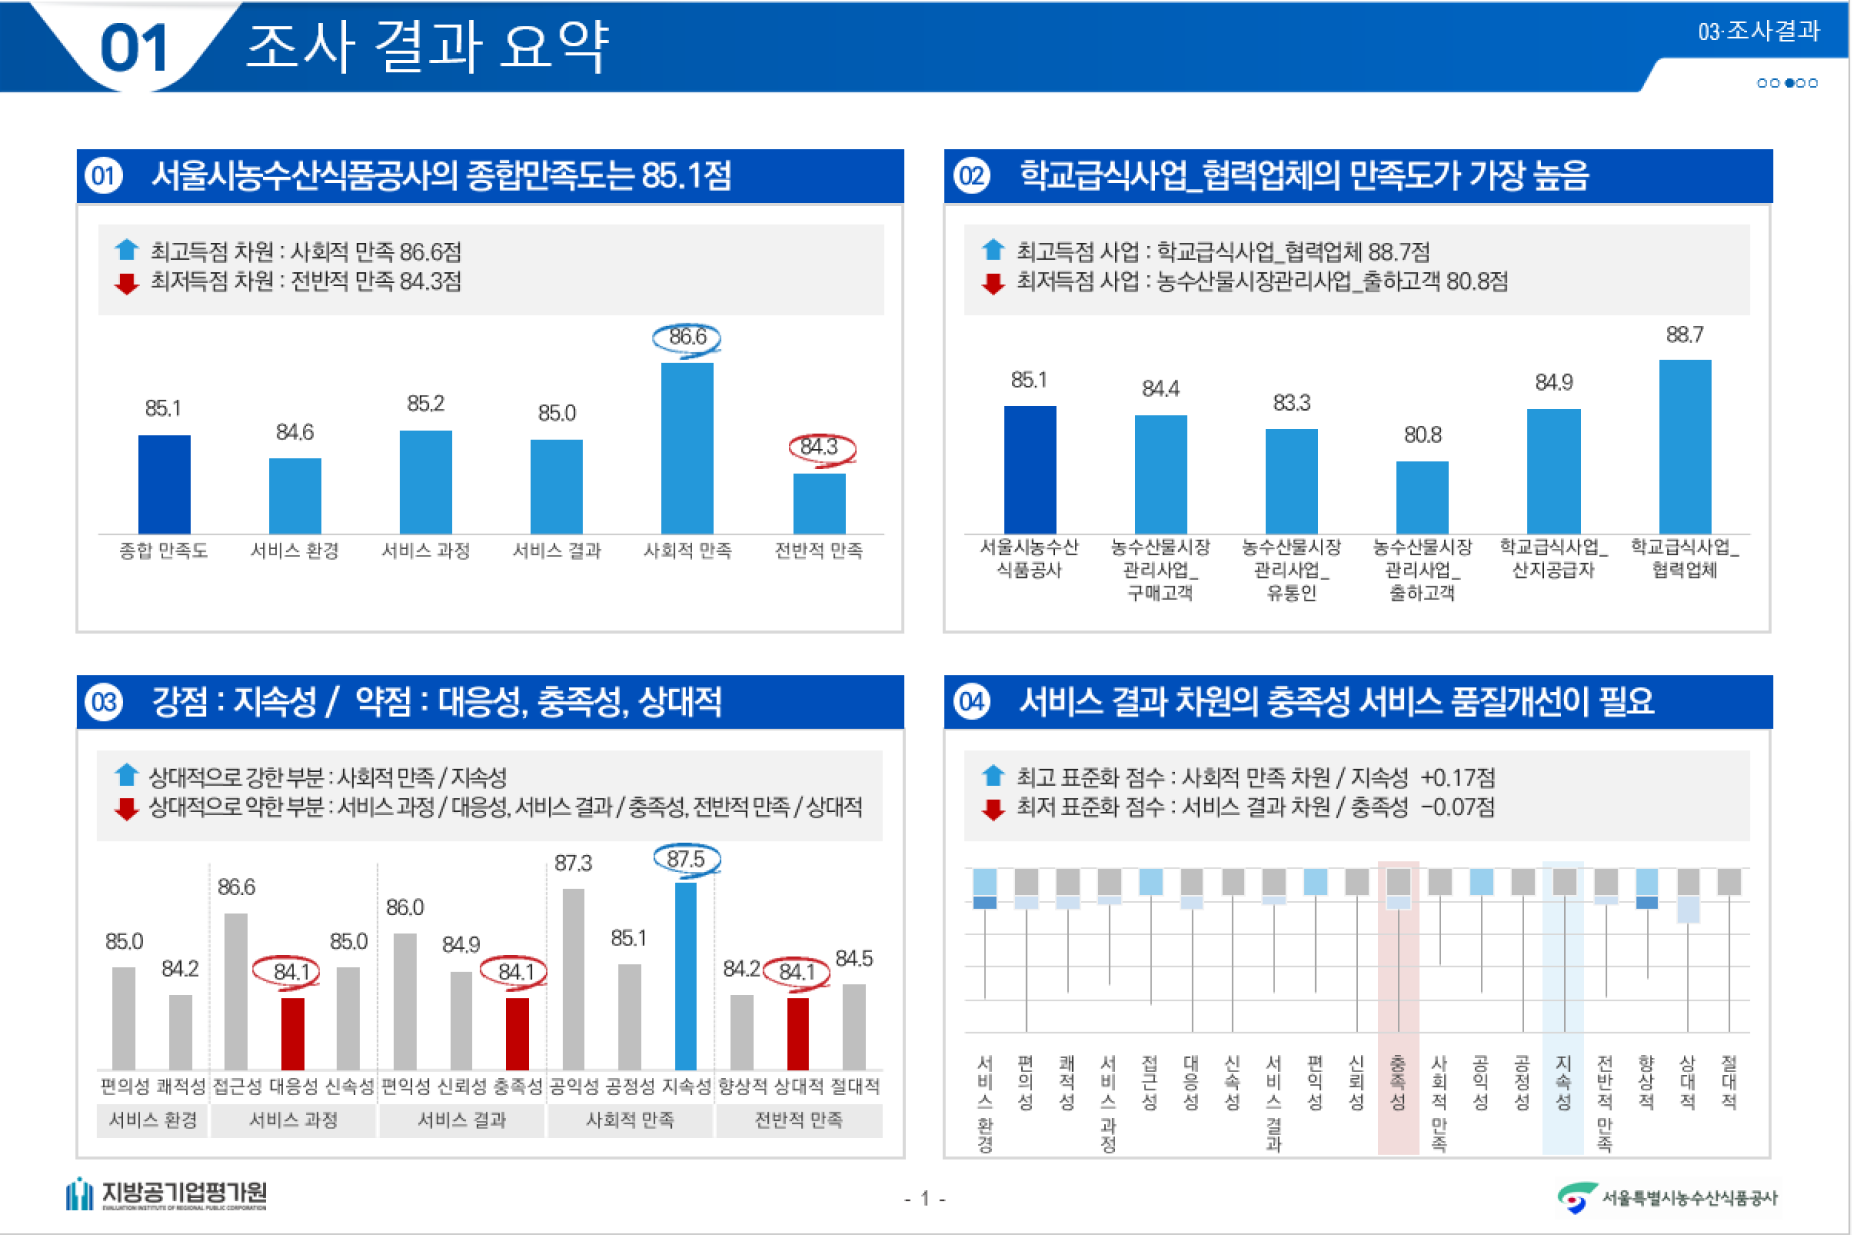 01
조사 결과 요약
03·조사결과
01 서울시농수산식품공사의 종합만족도는 85.1점
최고득점 차원 : 사회적 만족 86.6점
최저득점 차원 : 전반적 만족 84.3점
85.1
84.6
85.2
85.0
86.6
84.3
종합 만족도
서비스 환경
서비스 과정
서비스 결과
사회적 만족
전반적 만족
02 학교급식사업_협력업체의 만족도가 가장 높음
최고득점 사업 : 학교급식사업_협력업체 88.7점
최저득점 사업 : 농수산물시장관리사업_출하고객 80.8점
85.1
84.4
83.3
80.8
84.9
88.7
서울시농수산
식품공사
농수산물시장
관리사업_
구매고객
농수산물시장
관리사업_
유통인
농수산물시장
관리사업_
출하고객
학교급식사업_
산지공급자
학교급식사업_
협력업체
03 강점 : 지속성 / 약점 : 대응성, 충족성, 상대적
상대적으로 강한 부분 : 사회적 만족 / 지속성
상대적으로 약한 부분 : 서비스 과정 / 대응성, 서비스 결과 / 충족성, 전반적 만족 / 상대적
85.0
84.2
86.6
84.1
85.0
86.0
84.9
84.1
87.3
85.1
87.5
84.2
84.1
84.5
편의성
쾌적성
접근성
대응성
신속성
편익성
신뢰성
충족성
공익성
공정성
지속성
향상적
상대적
절대적
서비스 환경
서비스 과정
서비스 결과
사회적 만족
전반적 만족
04 서비스 결과 차원의 충족성 서비스 품질개선이 필요
최고 표준화 점수 : 사회적 만족 차원 / 지속성 +0.17점
최저 표준화 점수 : 서비스 결과 차원 / 충족성 -0.07점
서비스 환경
편의성
쾌적성
서비스 과정
접근성
대응성
신속성
서비스 결과
편익성
신뢰성
충족성
사회적 만족
공익성
공정성
지속성
전반적 만족
향상적
상대적
절대적
지방공기업평가원
EVALUATION INSTITUTE OF REGIONAL PUBLIC CORPORATION
- 1 -
서울특별시농수산식품공사